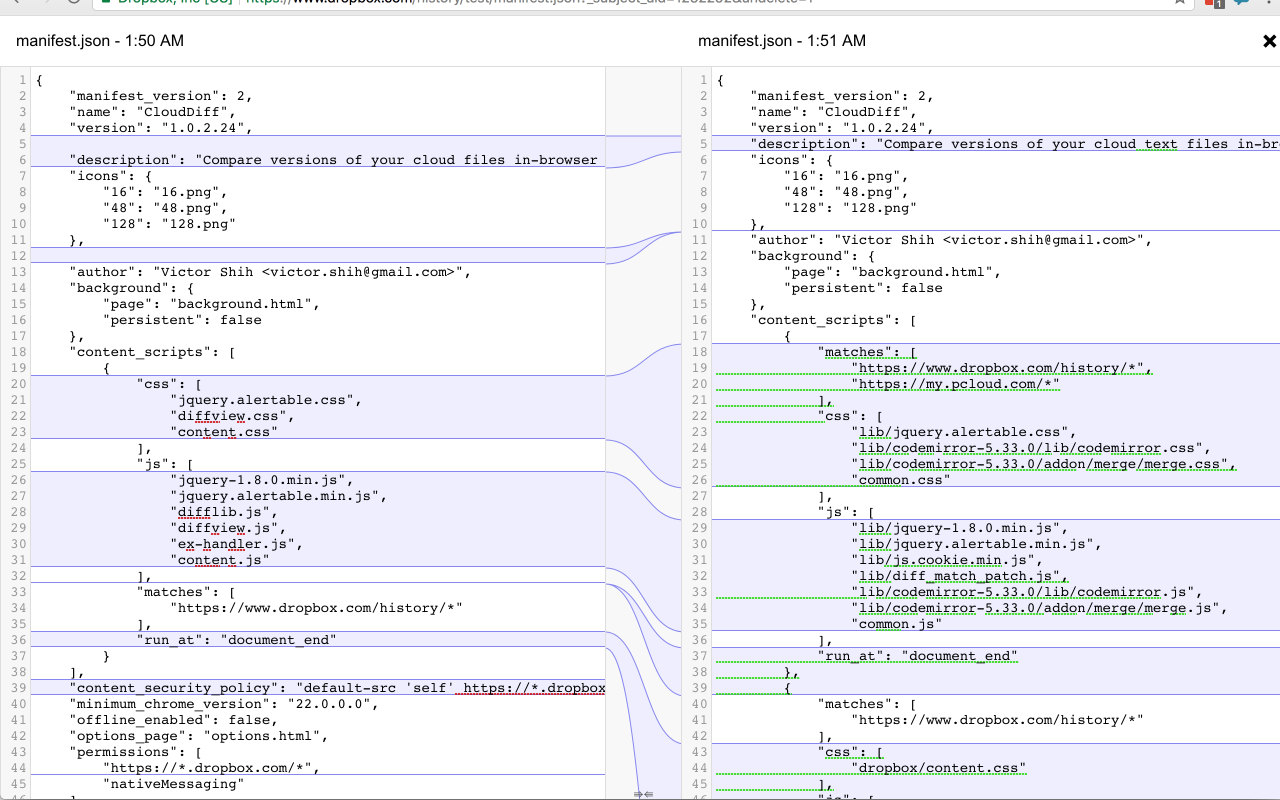 manifest.json - 1:50 AM
1 {
2 "manifest_version": 2,
3 "name": "CloudDiff",
4 "version": "1.0.2.24",
5
6 "description": "Compare versions of your cloud files in-browser
7 "icons": {
8 "16": "16.png",
9 "48": "48.png",
10 "128": "128.png"
11 },
12
13 "author": "Victor Shih <victor.shih@gmail.com>",
14 "background": {
15 "page": "background.html",
16 "persistent": false
17 },
18 "content_scripts": [
19 {
20 "css": [
21 "jquery.alertable.css",
22 "diffview.css",
23 "content.css"
24 ],
25 "js": [
26 "jquery-1.8.0.min.js",
27 "jquery.alertable.min.js",
28 "difflib.js",
29 "diffview.js",
30 "ex-handler.js",
31 "content.js"
32 ],
33 "matches": [
34 "https://www.dropbox.com/history/*"
35 ],
36 "run_at": "document_end"
37 }
38 ],
39 "content_security_policy": "default-src 'self' https://*.dropbox
40 "minimum_chrome_version": "22.0.0.0",
41 "offline_enabled": false,
42 "options_page": "options.html",
43 "permissions": [
44 "https://*.dropbox.com/*",
45 "nativeMessaging"
manifest.json - 1:51 AM
1 {
2 "manifest_version": 2,
3 "name": "CloudDiff",
4 "version": "1.0.2.24",
5 "description": "Compare versions of your cloud text files in-br
6 "icons": {
7 "16": "16.png",
8 "48": "48.png",
9 "128": "128.png"
10 },
11 "author": "Victor Shih <victor.shih@gmail.com>",
12 "background": {
13 "page": "background.html",
14 "persistent": false
15 },
16 "content_scripts": [
17 {
18 "matches": [
19 "https://www.dropbox.com/history/*",
20 "https://my.pcloud.com/*"
21 ],
22 "css": [
23 "lib/jquery.alertable.css",
24 "lib/codemirror-5.33.0/lib/codemirror.css",
25 "lib/codemirror-5.33.0/addon/merge/merge.css",
26 "common.css"
27 ],
28 "js": [
29 "lib/jquery-1.8.0.min.js",
30 "lib/jquery.alertable.min.js",
31 "lib/js.cookie.min.js",
32 "lib/diff_match_patch.js",
33 "lib/codemirror-5.33.0/lib/codemirror.js",
34 "lib/codemirror-5.33.0/addon/merge/merge.js",
35 "common.js"
36 ],
37 "run_at": "document_end"
38 },
39 {
40 "matches": [
41 "https://www.dropbox.com/history/*"
42 ],
43 "css": [
44 "dropbox/content.css"
45 ],